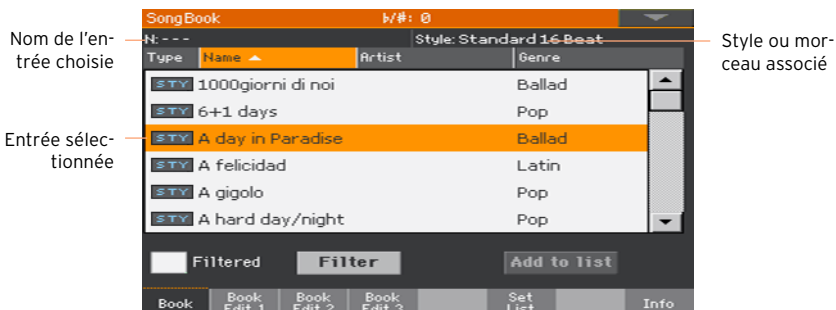 SongBook ♭/#: 0
Nom de l'en-
trée choisie
N: - - - Style: Standard 16 Beat
Style ou mor-
ceau associé
Type Name Artist Genre
STY 1000giorni di noi Ballad
STY 6+1 days Pop
Entrée sélec-
tionnée
STY A day in Paradise Ballad
STY A felicidad Latin
STY A gigolo Pop
STY A hard day/night Pop
Filtered Filter Add to list
Book Book Edit 1 Book Edit 2 Book Edit 3 Set List Info